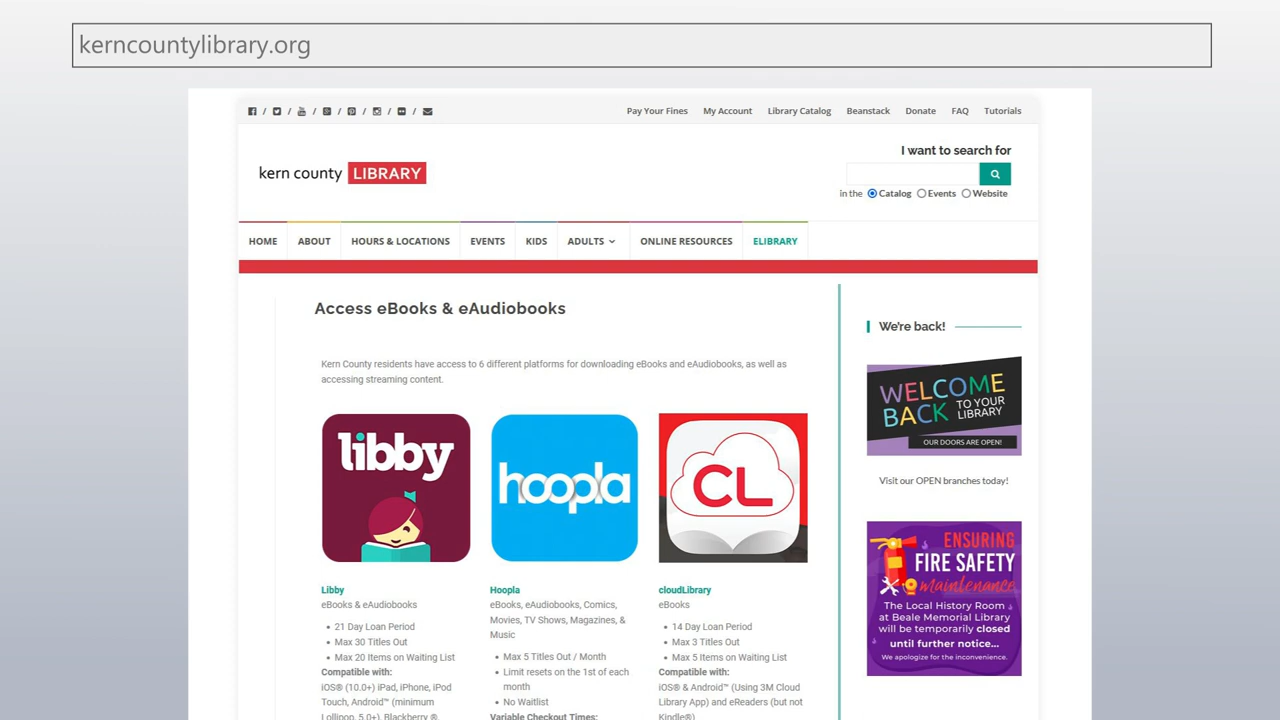 kerncountylibrary.org
/ / / / / / /
Pay Your Fines My Account Library Catalog Beanstack Donate FAQ Tutorials
I want to search for
kern county LIBRARY
in the Catalog Events Website
HOME ABOUT HOURS & LOCATIONS EVENTS KIDS ADULTS ONLINE RESOURCES ELIBRARY
Access eBooks & eAudiobooks
Kern County residents have access to 6 different platforms for downloading eBooks and eAudiobooks, as well as
accessing streaming content.
libby
hoopla
CL
Libby
eBooks & eAudiobooks
• 21 Day Loan Period
• Max 30 Titles Out
• Max 20 Items on Waiting List
Compatible with:
iOS® (10.0+) iPad, iPhone, iPod
Touch, Android™ (minimum
Lollipop, 5.0+), Blackberry ®,
Hoopla
eBooks, eAudiobooks, Comics,
Movies, TV Shows, Magazines, &
Music
• Max 5 Titles Out / Month
• Limit resets on the 1st of each
month
• No Waitlist
Variable Checkout Times:
cloudLibrary
eBooks
• 14 Day Loan Period
• Max 3 Titles Out
• Max 5 Items on Waiting List
Compatible with:
iOS® & Android™ (Using 3M Cloud
Library App) and eReaders (but not
Kindle®)
We're back!
WELCOME
BACK TO YOUR
LIBRARY
OUR DOORS ARE OPEN!
Visit our OPEN branches today!
ENSURING
FIRE SAFETY
maintenance
The Local History Room
at Beale Memorial Library
will be temporarily closed
until further notice...
We apologize for the inconvenience.